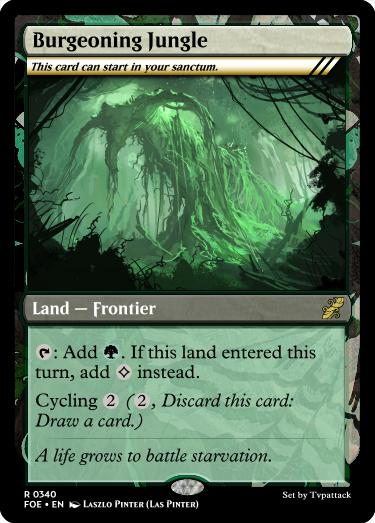 Burgeoning Jungle
This card can start in your sanctum.
Land — Frontier
: Add . If this land entered this
turn, add instead.
Cycling 2 ( 2 , Discard this card:
Draw a card.)
A life grows to battle starvation.
R 0340
FOE • EN Laszlo Pinter (Las Pinter)
Set by Tvpattack